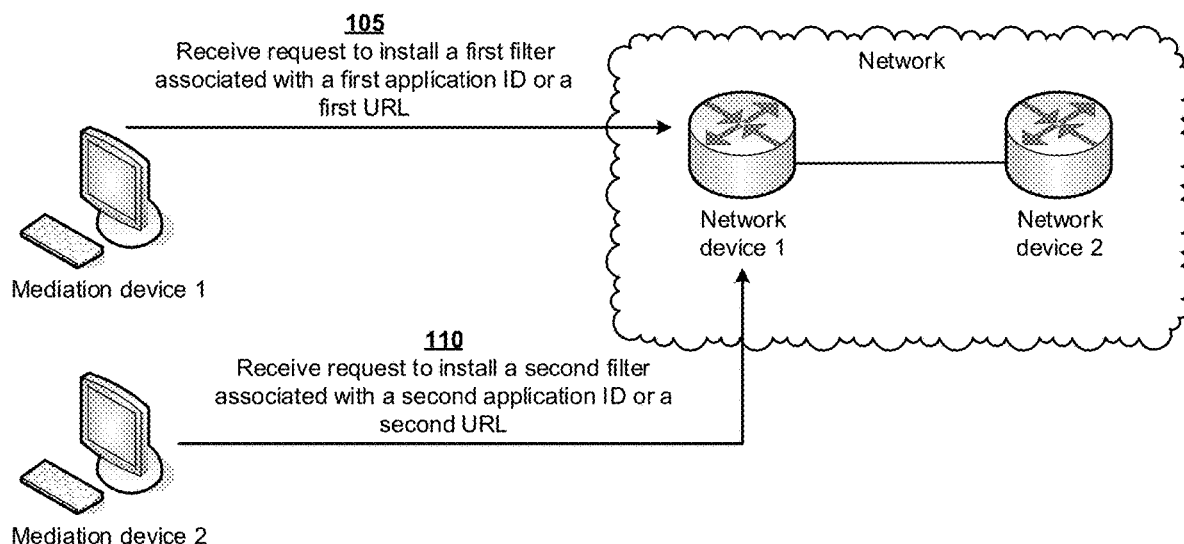 105
Receive request to install a first filter
associated with a first application ID or a
first URL
Network
Network
device 1
Network
device 2
Mediation device 1
110
Receive request to install a second filter
associated with a second application ID or a
second URL
Mediation device 2